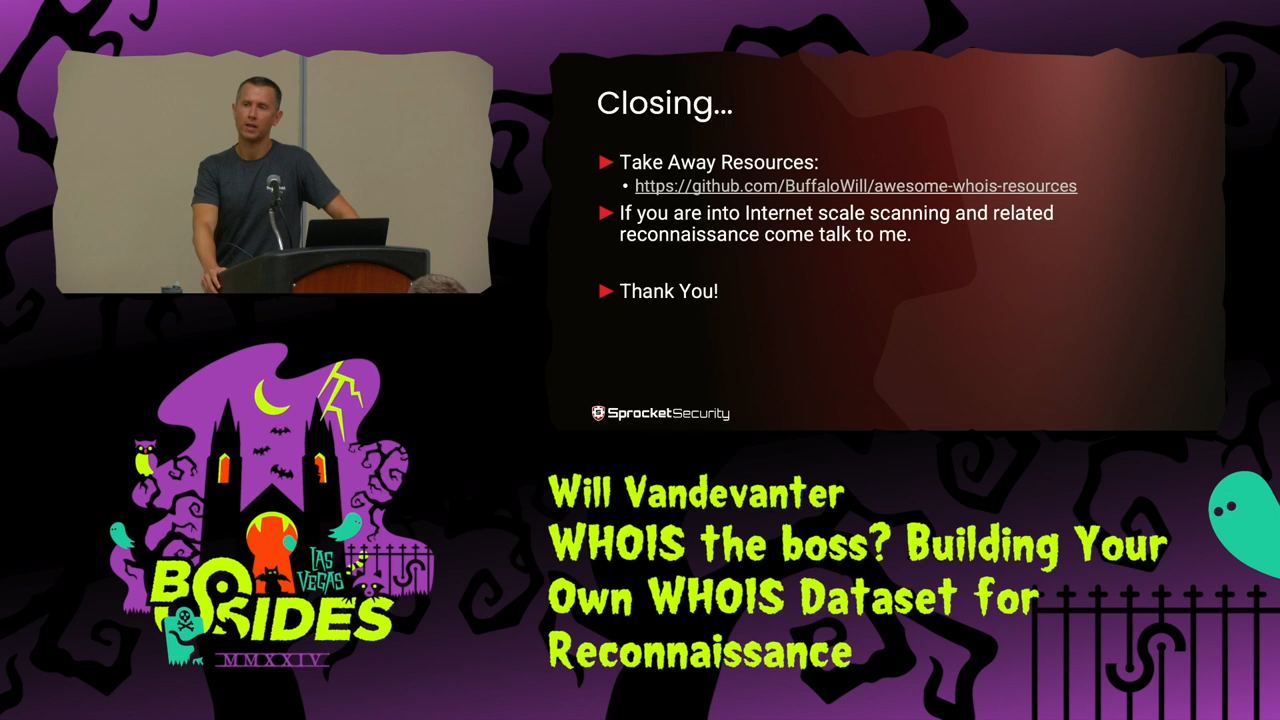 Closing...
Take Away Resources:
https://github.com/BuffaloWill/awesome-whois-resources
If you are into Internet scale scanning and related
reconnaissance come talk to me.
Thank You!
SprocketSecurity
LAS
VEGAS
BSIDES
MMXXIV
Will Vandevanter
WHOIS the boss? Building Your
Own WHOIS Dataset for
Reconnaissance